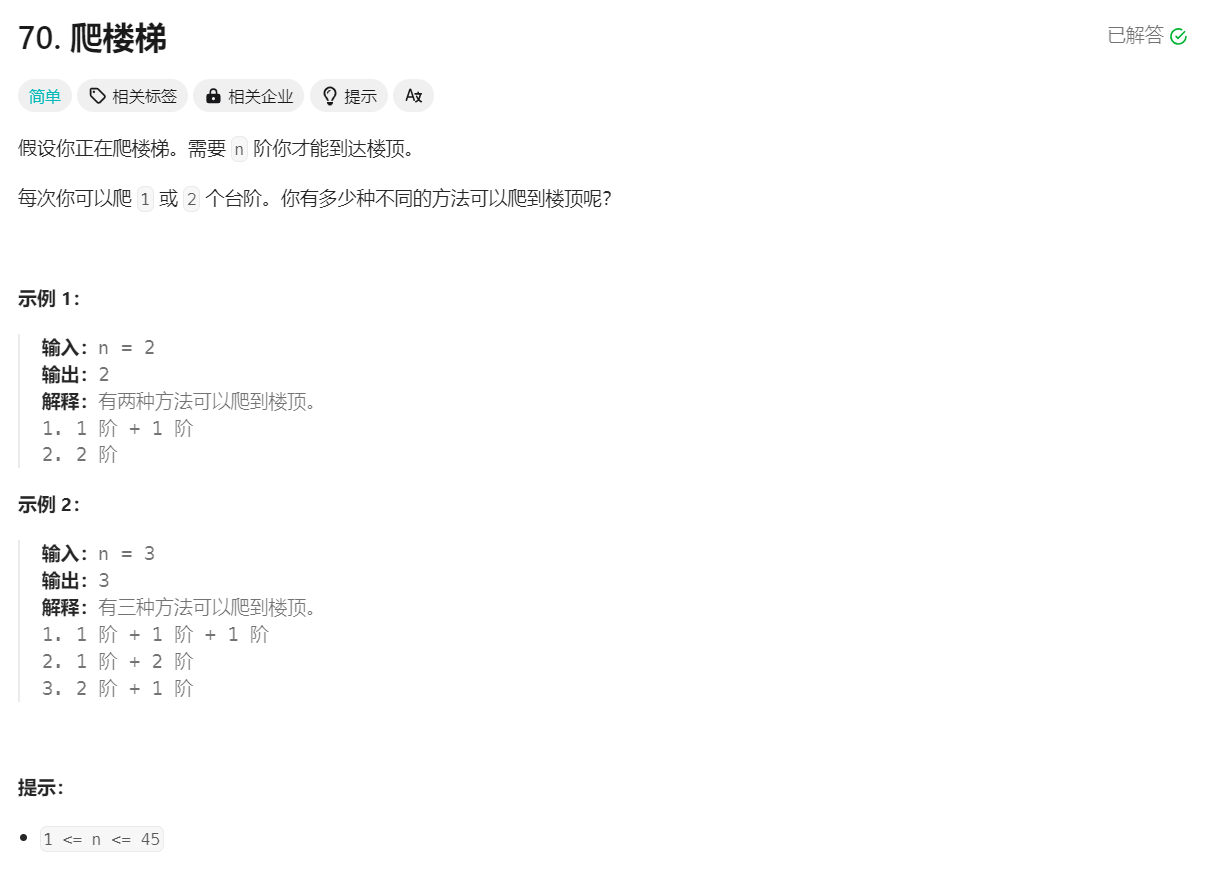 70. 爬楼梯
已解答
简单 相关标签 相关企业 提示 Aあ
假设你正在爬楼梯。需要 n 阶你才能到达楼顶。
每次你可以爬 1 或 2 个台阶。你有多少种不同的方法可以爬到楼顶呢?
示例 1:
输入:n = 2
输出:2
解释:有两种方法可以爬到楼顶。
1. 1 阶 + 1 阶
2. 2 阶
示例 2:
输入:n = 3
输出:3
解释:有三种方法可以爬到楼顶。
1. 1 阶 + 1 阶 + 1 阶
2. 1 阶 + 2 阶
3. 2 阶 + 1 阶
提示:
• 1 <= n <= 45